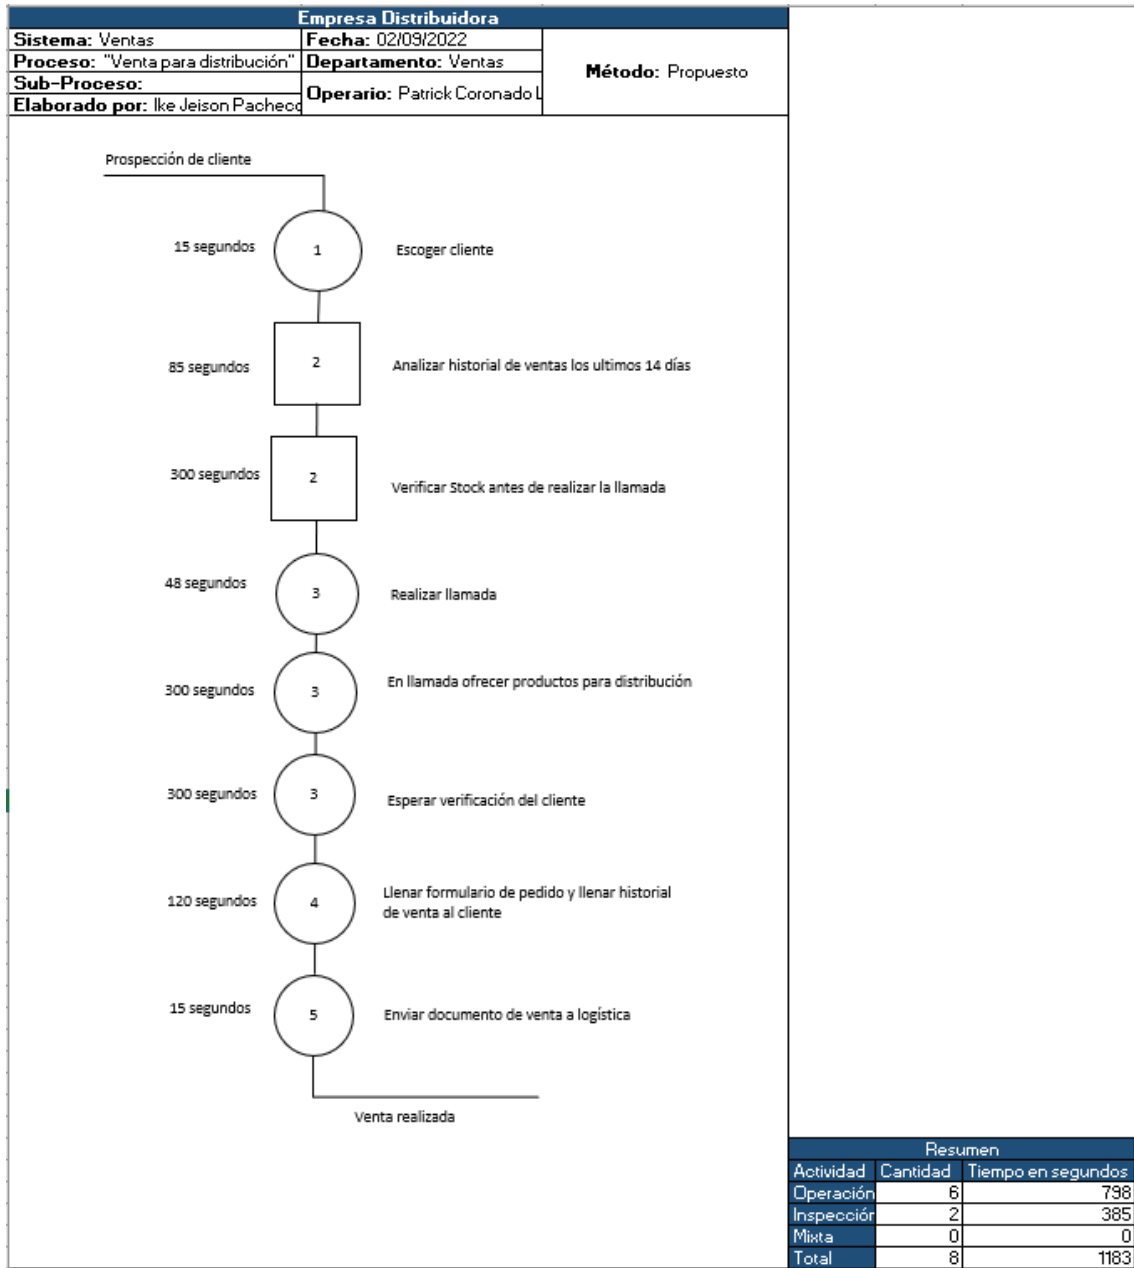 Empresa Distribuidora
Sistema: Ventas
Fecha: 02/09/2022
Proceso: "Venta para distribución"
Departamento: Ventas
Método: Propuesto
Sub-Proceso:
Operario: Patrick Coronado L
Elaborado por: Ike Jeison Pacheco
Prospección de cliente
15 segundos
1
Escoger cliente
85 segundos
2
Analizar historial de ventas los ultimos 14 días
300 segundos
2
Verificar Stock antes de realizar la llamada
48 segundos
3
Realizar llamada
300 segundos
3
En llamada ofrecer productos para distribución
300 segundos
3
Esperar verificación del cliente
120 segundos
4
Llenar formulario de pedido y llenar historial
de venta al cliente
15 segundos
5
Enviar documento de venta a logística
Venta realizada
Resumen
Actividad Cantidad Tiempo en segundos
Operación 6 798
Inspección 2 385
Mixta 0 0
Total 8 1183